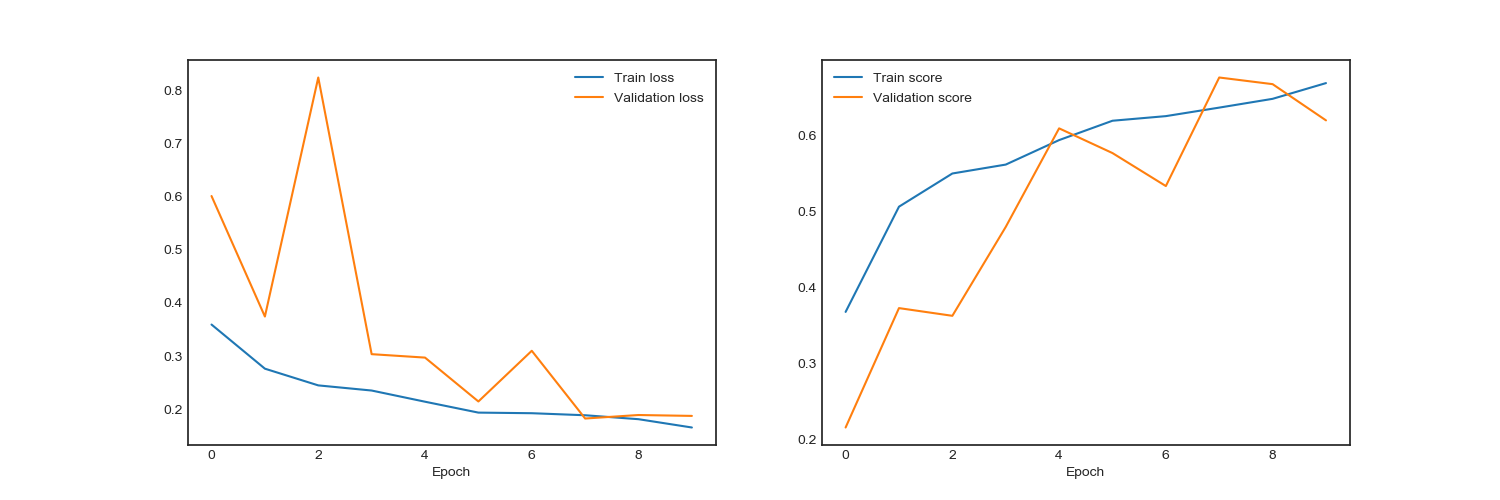 Train loss
Validation loss
0.8
0.7
0.6
0.5
0.4
0.3
0.2
0 2 4 6 8
Epoch
Train score
Validation score
0.6
0.5
0.4
0.3
0.2
0 2 4 6 8
Epoch